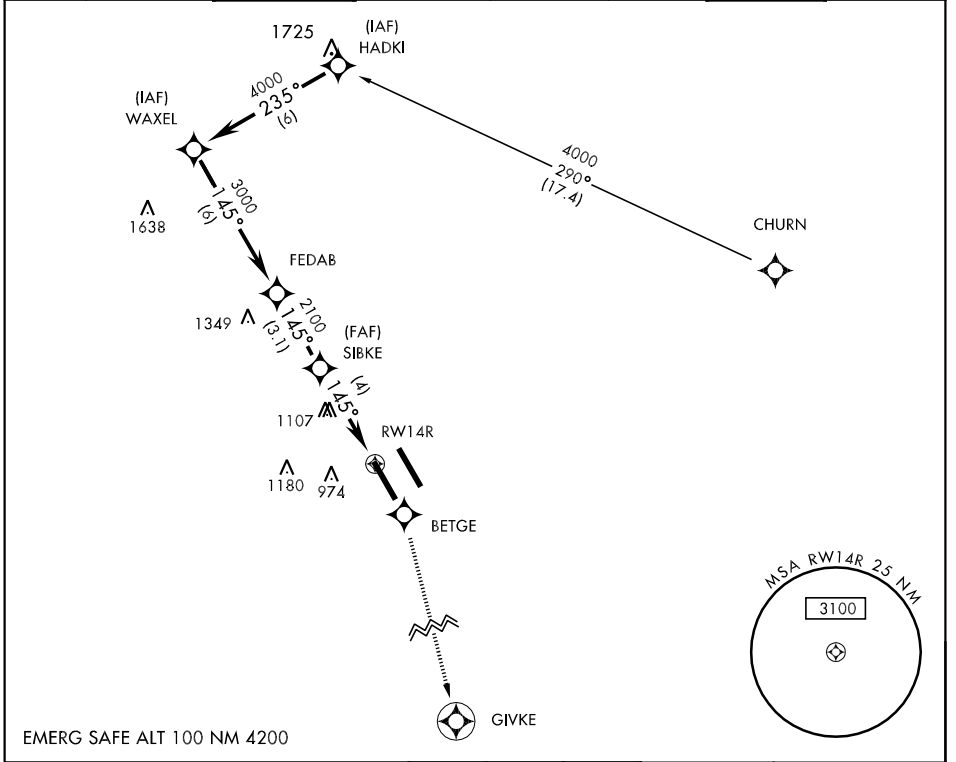 1725
(IAF)
HADKI
4000
235°
(6)
(IAF)
WAXEL
4000
290°
(17.4)
3000
145°
(6)
1638
CHURN
FEDAB
2100
145°
(3.1)
1349
(FAF)
SIBKE
(4)
145°
1107
RW14R
1180
974
BETGE
MSA RW14R 25 NM
3100
GIVKE
EMERG SAFE ALT 100 NM 4200